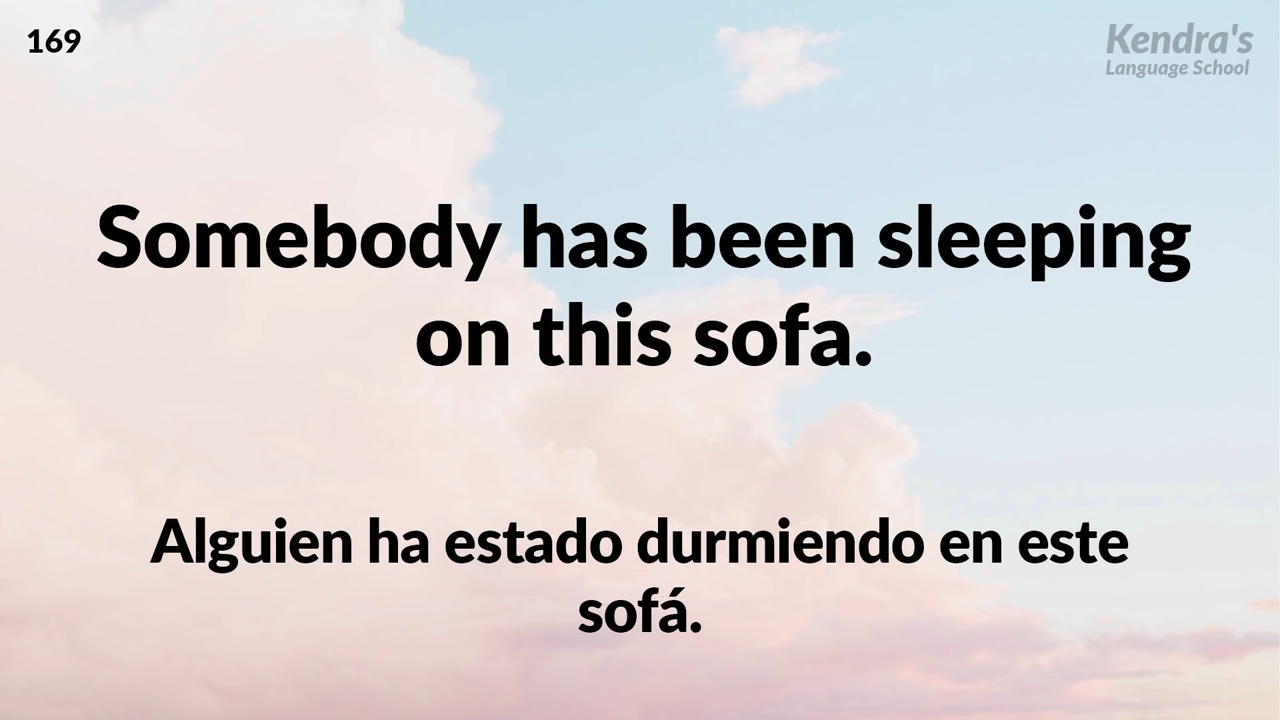 169
Kendra's
Language School
Somebody has been sleeping
on this sofa.
Alguien ha estado durmiendo en este
sofá.